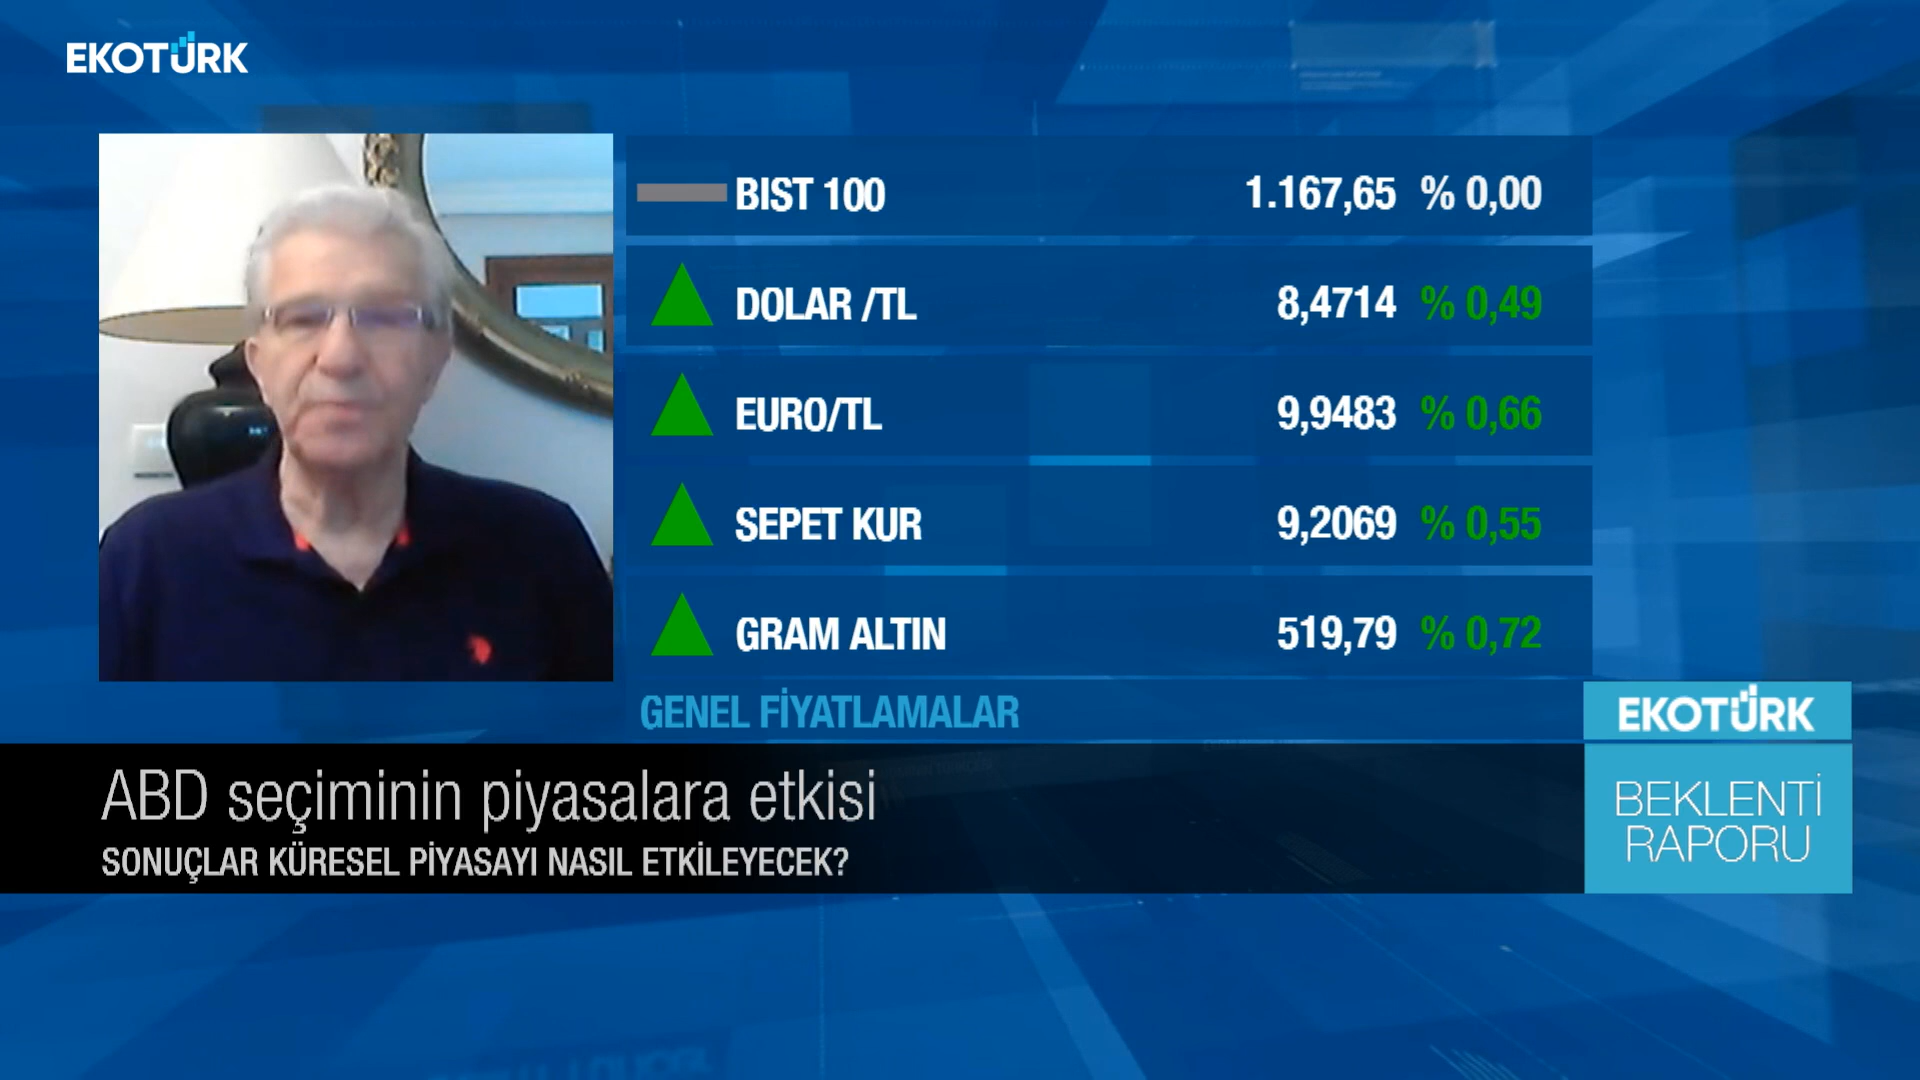 EKOTÜRK
BIST 100 1.167,65 % 0,00
DOLAR /TL 8,4714 % 0,49
EURO/TL 9,9483 % 0,66
SEPET KUR 9,2069 % 0,55
GRAM ALTIN 519,79 % 0,72
GENEL FİYATLAMALAR
EKOTÜRK
ABD seçiminin piyasalara etkisi
SONUÇLAR KÜRESEL PİYASAYI NASIL ETKİLEYECEK?
BEKLENTİ
RAPORU